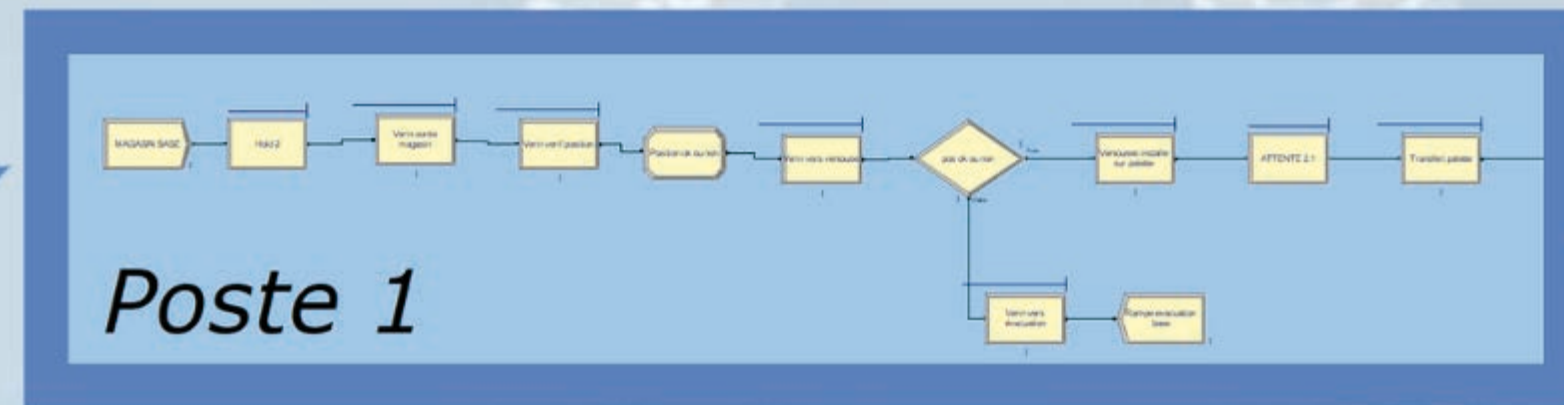 MAGASIN BASE
Hold 2
Verin sortie
magasin
Verin verif position
Position ok ou non
Verin vers ventouse
pos ok ou non
True
False
Ventouses installe
sur palette
ATTENTE 2.1
Transfert palette
Verin vers
évacuation
Rampe evacuation
base
Poste 1